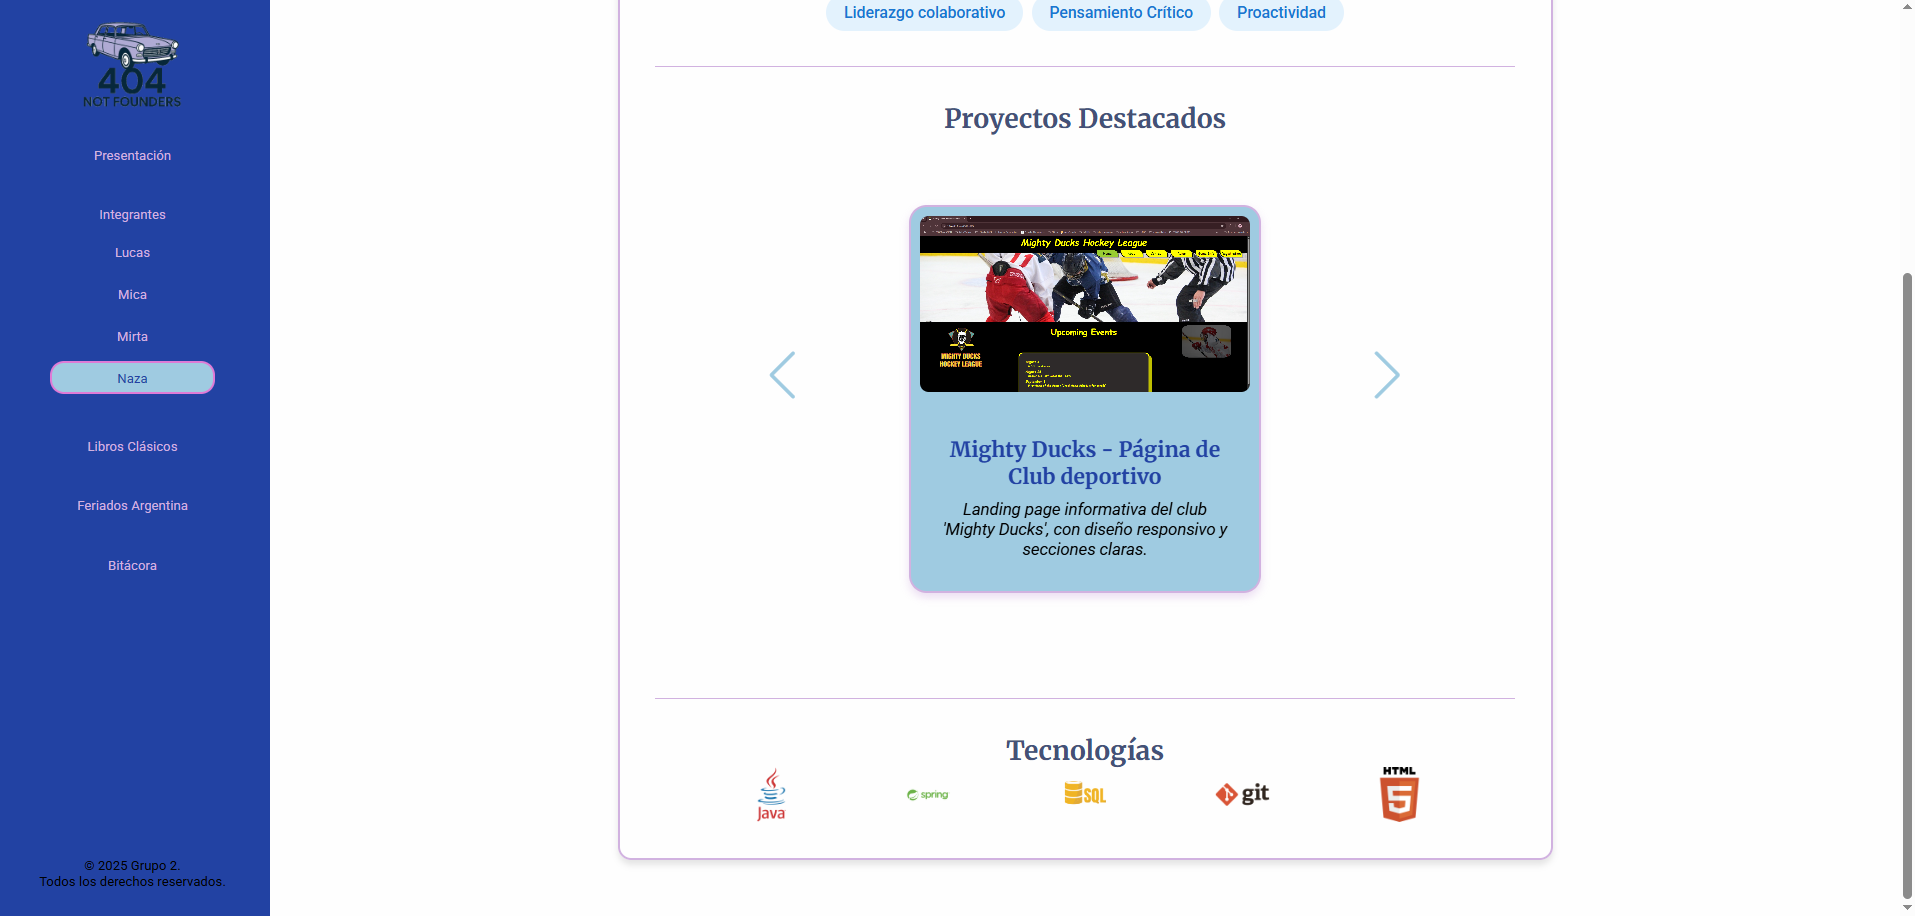 404
NOT FOUNDERS
Presentación
Integrantes
Lucas
Mica
Mirta
Naza
Libros Clásicos
Feriados Argentina
Bitácora
© 2025 Grupo 2.
Todos los derechos reservados.
Liderazgo colaborativo
Pensamiento Crítico
Proactividad
Proyectos Destacados
Mighty Ducks Hockey League
Upcoming Events
MIGHTY DUCKS
HOCKEY LEAGUE
Mighty Ducks - Página de
Club deportivo
Landing page informativa del club
'Mighty Ducks', con diseño responsivo y
secciones claras.
Tecnologías
Java
spring
SQL
git
HTML
5